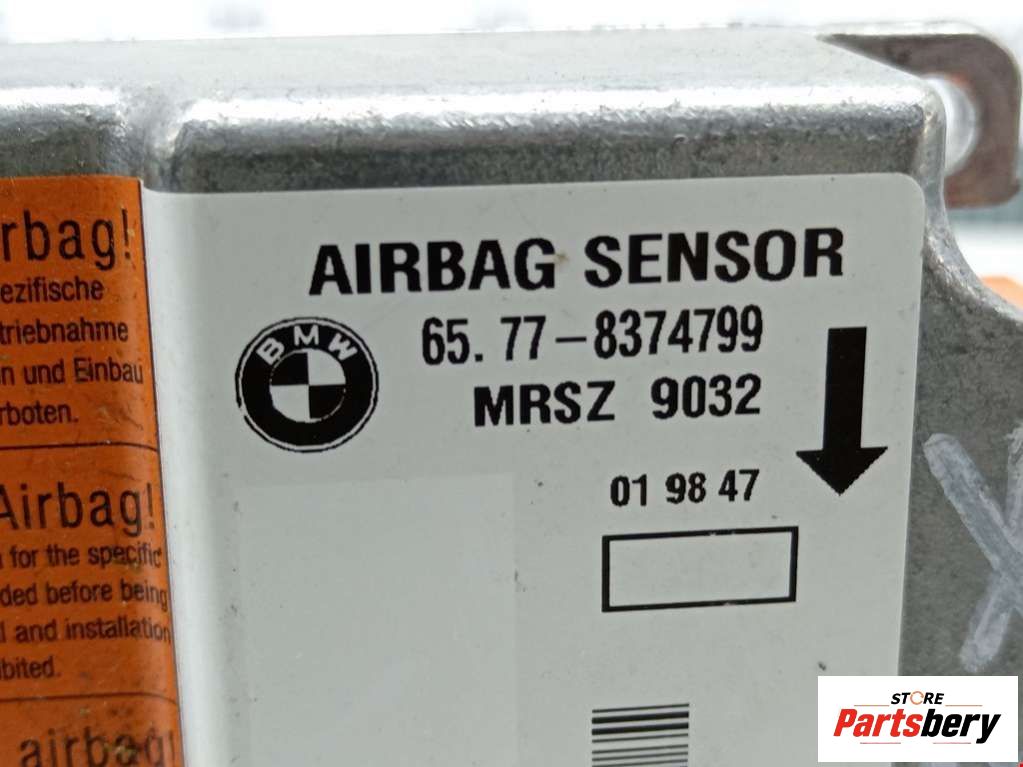 rbag!
ezifische
triebnahme
n und Einbau
rboten.
Airbag!
for the specific
ded before being
and installation
ibited.
airbag!
AIRBAG SENSOR
BMW
65. 77-8374799
MRSZ 9032
01 98 47
STORE
Partsbery